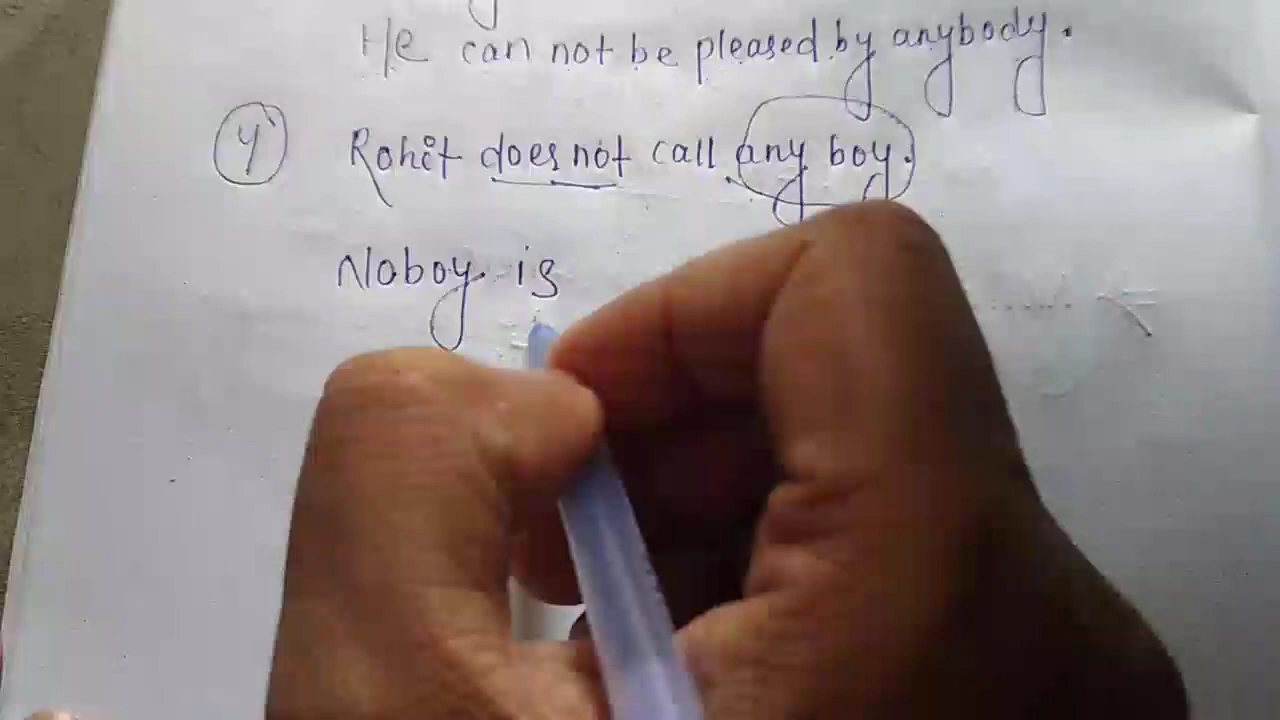 He can not be pleased by anybody.
4 Rohit does not call any boy.
Noboy is